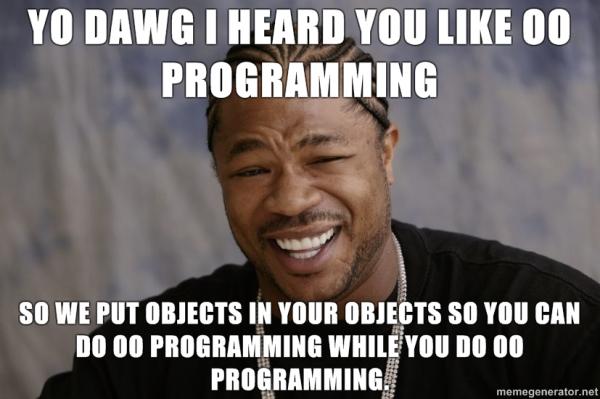 YO DAWG I HEARD YOU LIKE OO
PROGRAMMING
SO WE PUT OBJECTS IN YOUR OBJECTS SO YOU CAN
DO OO PROGRAMMING WHILE YOU DO OO
PROGRAMMING.
memegenerator.net